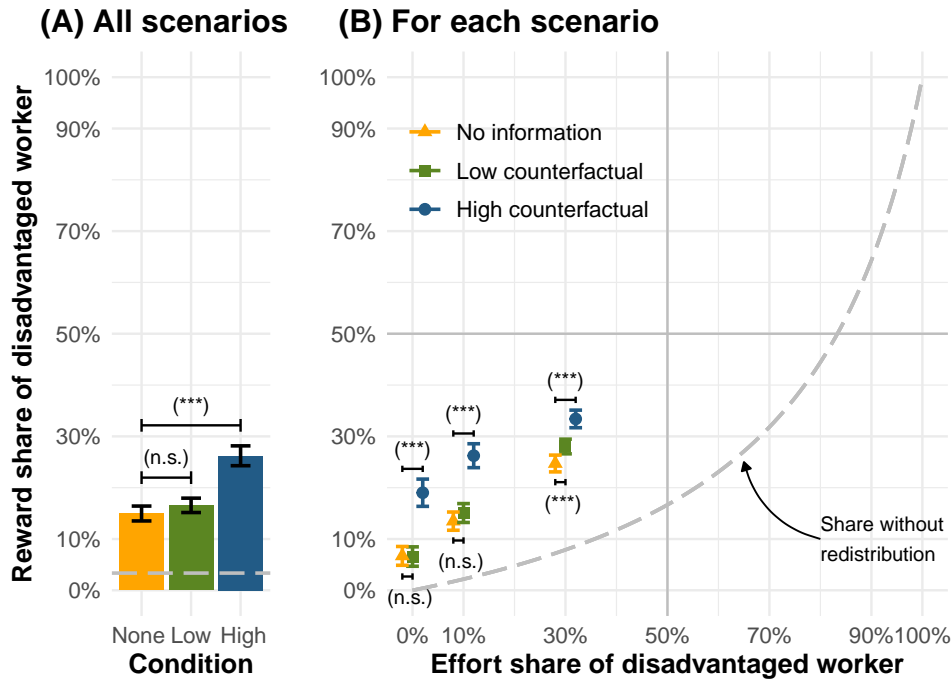 (A) All scenarios
Reward share of disadvantaged worker
100%
90%
70%
50%
30%
10%
0%
(***)
(n.s.)
None Low High
Condition
(B) For each scenario
100%
90%
70%
50%
30%
10%
0%
No information
Low counterfactual
High counterfactual
(***)
(***)
(***)
(***)
(n.s.)
(n.s.)
Share without
redistribution
0% 10% 30% 50% 70% 90% 100%
Effort share of disadvantaged worker